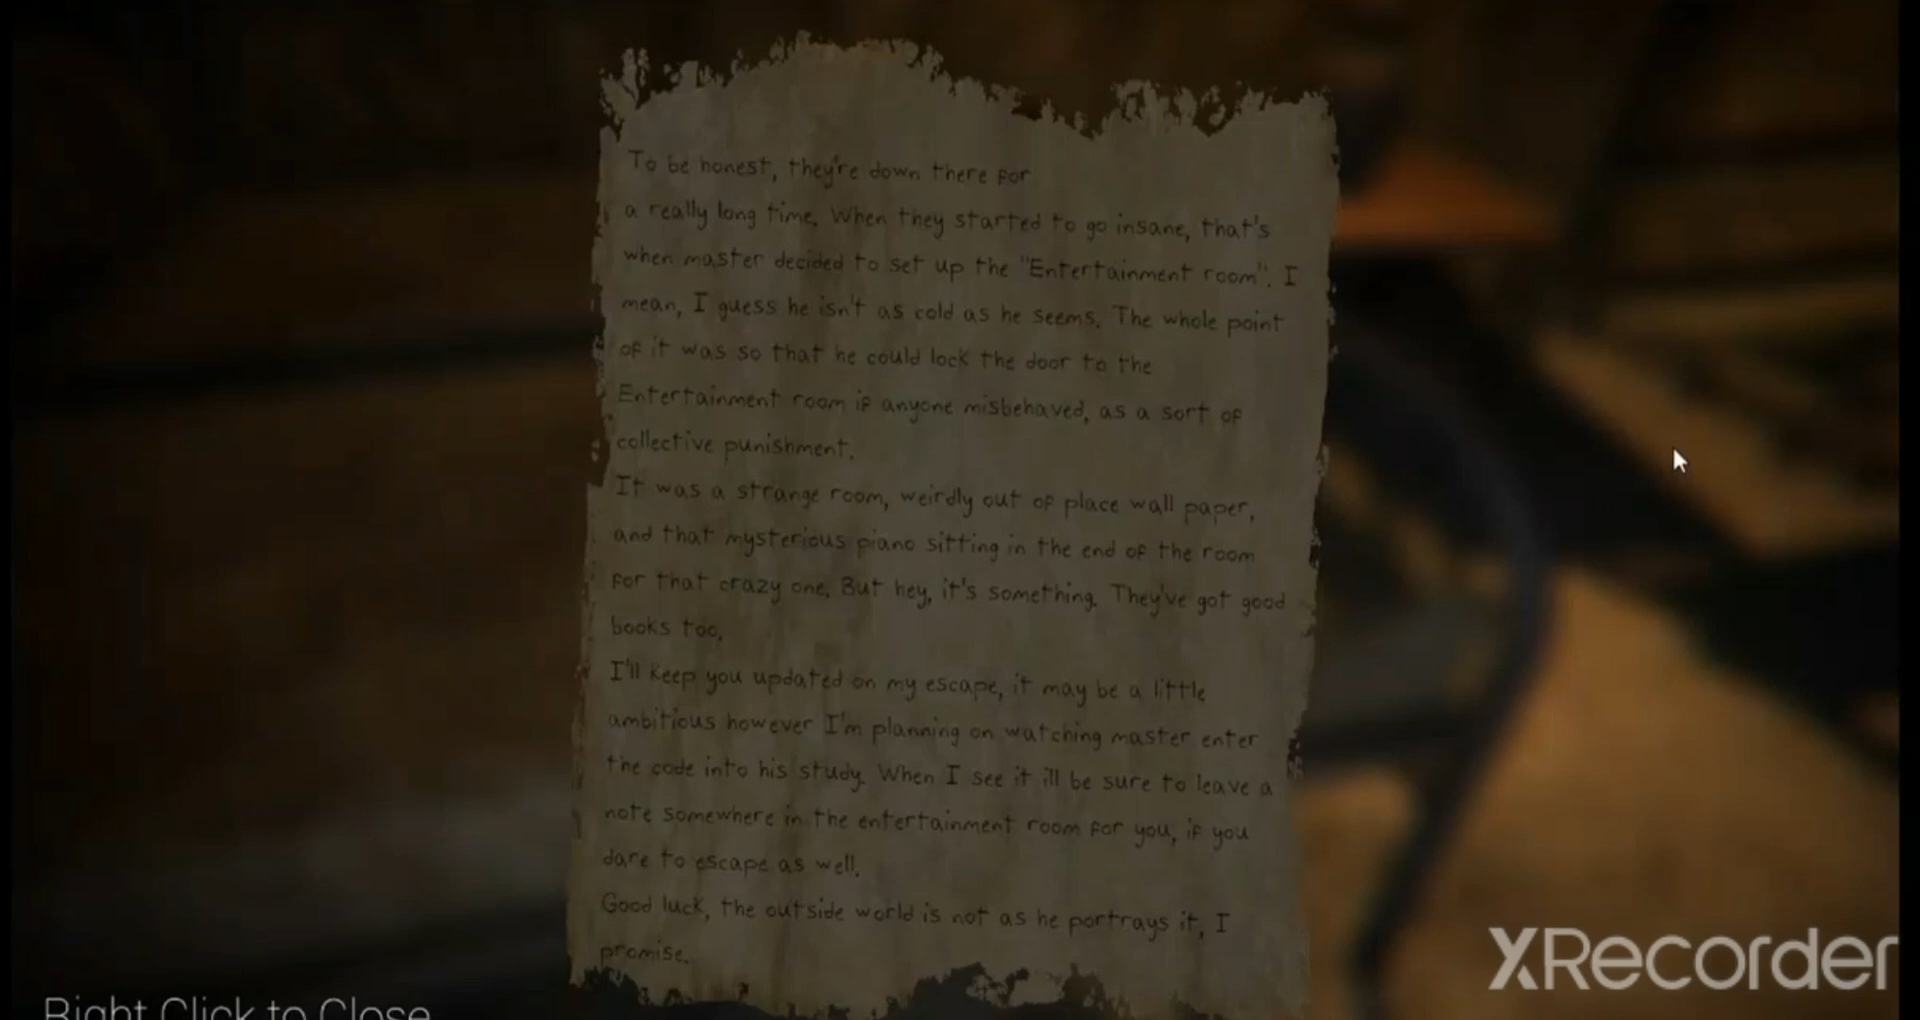 To be honest, they're down there for
a really long time. When they started to go insane, that's
when master decided to set up the "Entertainment room". I
mean, I guess he isn't as cold as he seems. The whole point
of it was so that he could lock the door to the
Entertainment room if anyone misbehaved, as a sort of
collective punishment.
It was a strange room, weirdly out of place wall paper,
and that mysterious piano sitting in the end of the room
for that crazy one. But hey, it's something. They've got good
books too,
I'll keep you updated on my escape, it may be a little
ambitious however I'm planning on watching master enter
the code into his study. When I see it ill be sure to leave a
note somewhere in the entertainment room for you, if you
dare to escape as well.
Good luck, the outside world is not as he portrays it, I
promise.
Right Click to Close
XRecorder